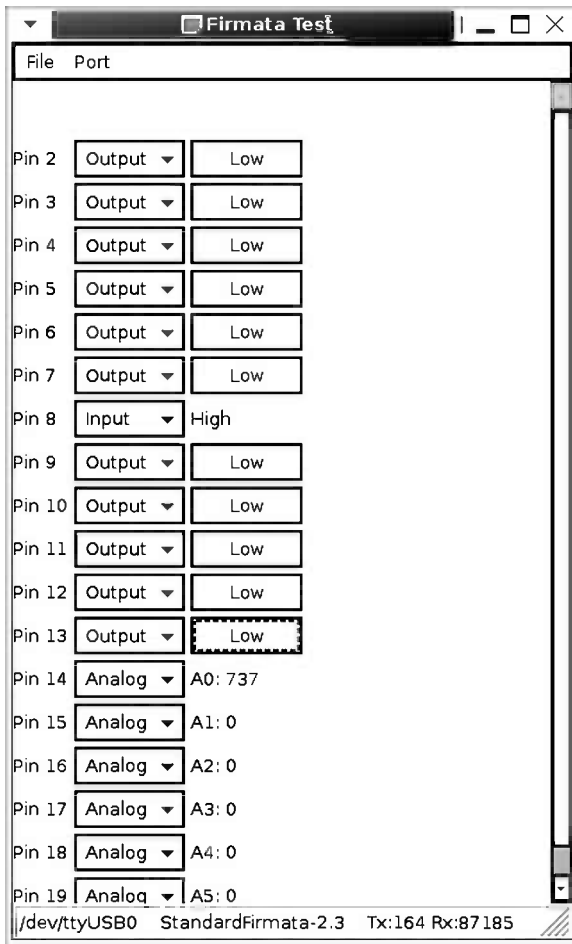 Firmata Test
File Port
Pin 2 Output Low
Pin 3 Output Low
Pin 4 Output Low
Pin 5 Output Low
Pin 6 Output Low
Pin 7 Output Low
Pin 8 Input High
Pin 9 Output Low
Pin 10 Output Low
Pin 11 Output Low
Pin 12 Output Low
Pin 13 Output Low
Pin 14 Analog A0: 737
Pin 15 Analog A1: 0
Pin 16 Analog A2: 0
Pin 17 Analog A3: 0
Pin 18 Analog A4: 0
Pin 19 Analog A5: 0
/dev/ttyUSB0 StandardFirmata-2.3 Tx:164 Rx:87185